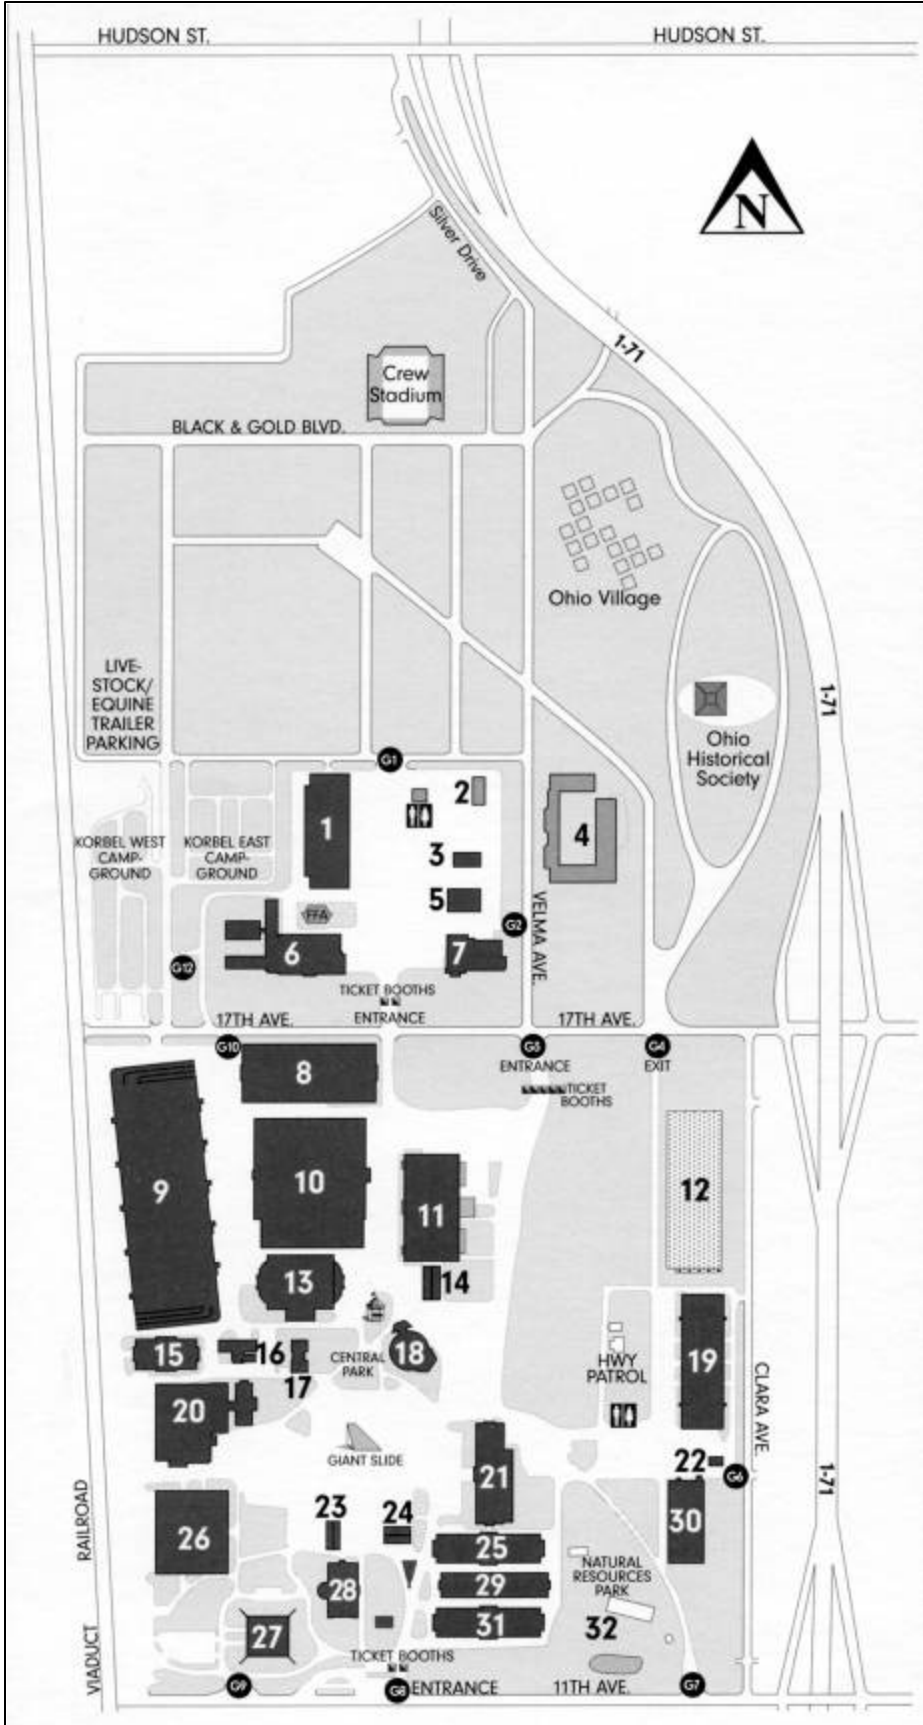 HUDSON ST.
HUDSON ST.
N
Silver Drive
1-71
Crew
Stadium
BLACK & GOLD BLVD.
Ohio Village
LIVE-
STOCK/
EQUINE
TRAILER
PARKING
1-71
Ohio
Historical
Society
G1
2
1
4
KORBEL WEST
CAMP-
GROUND
KORBEL EAST
CAMP-
GROUND
3
5
FFA
G2
VELMA AVE.
6
7
G12
TICKET BOOTHS
17TH AVE.
ENTRANCE
17TH AVE.
G10
G4
ENTRANCE
EXIT
8
TICKET
BOOTHS
9
10
11
12
13
14
15
16
17
CENTRAL
PARK
18
HWY
PATROL
19
CLARA AVE.
20
GIANT SLIDE
21
22
G6
1-71
RAILROAD
23
24
26
25
30
NATURAL
RESOURCES
PARK
28
29
27
31
32
VIADUCT
TICKET BOOTHS
G9
G8
ENTRANCE
11TH AVE.
G7